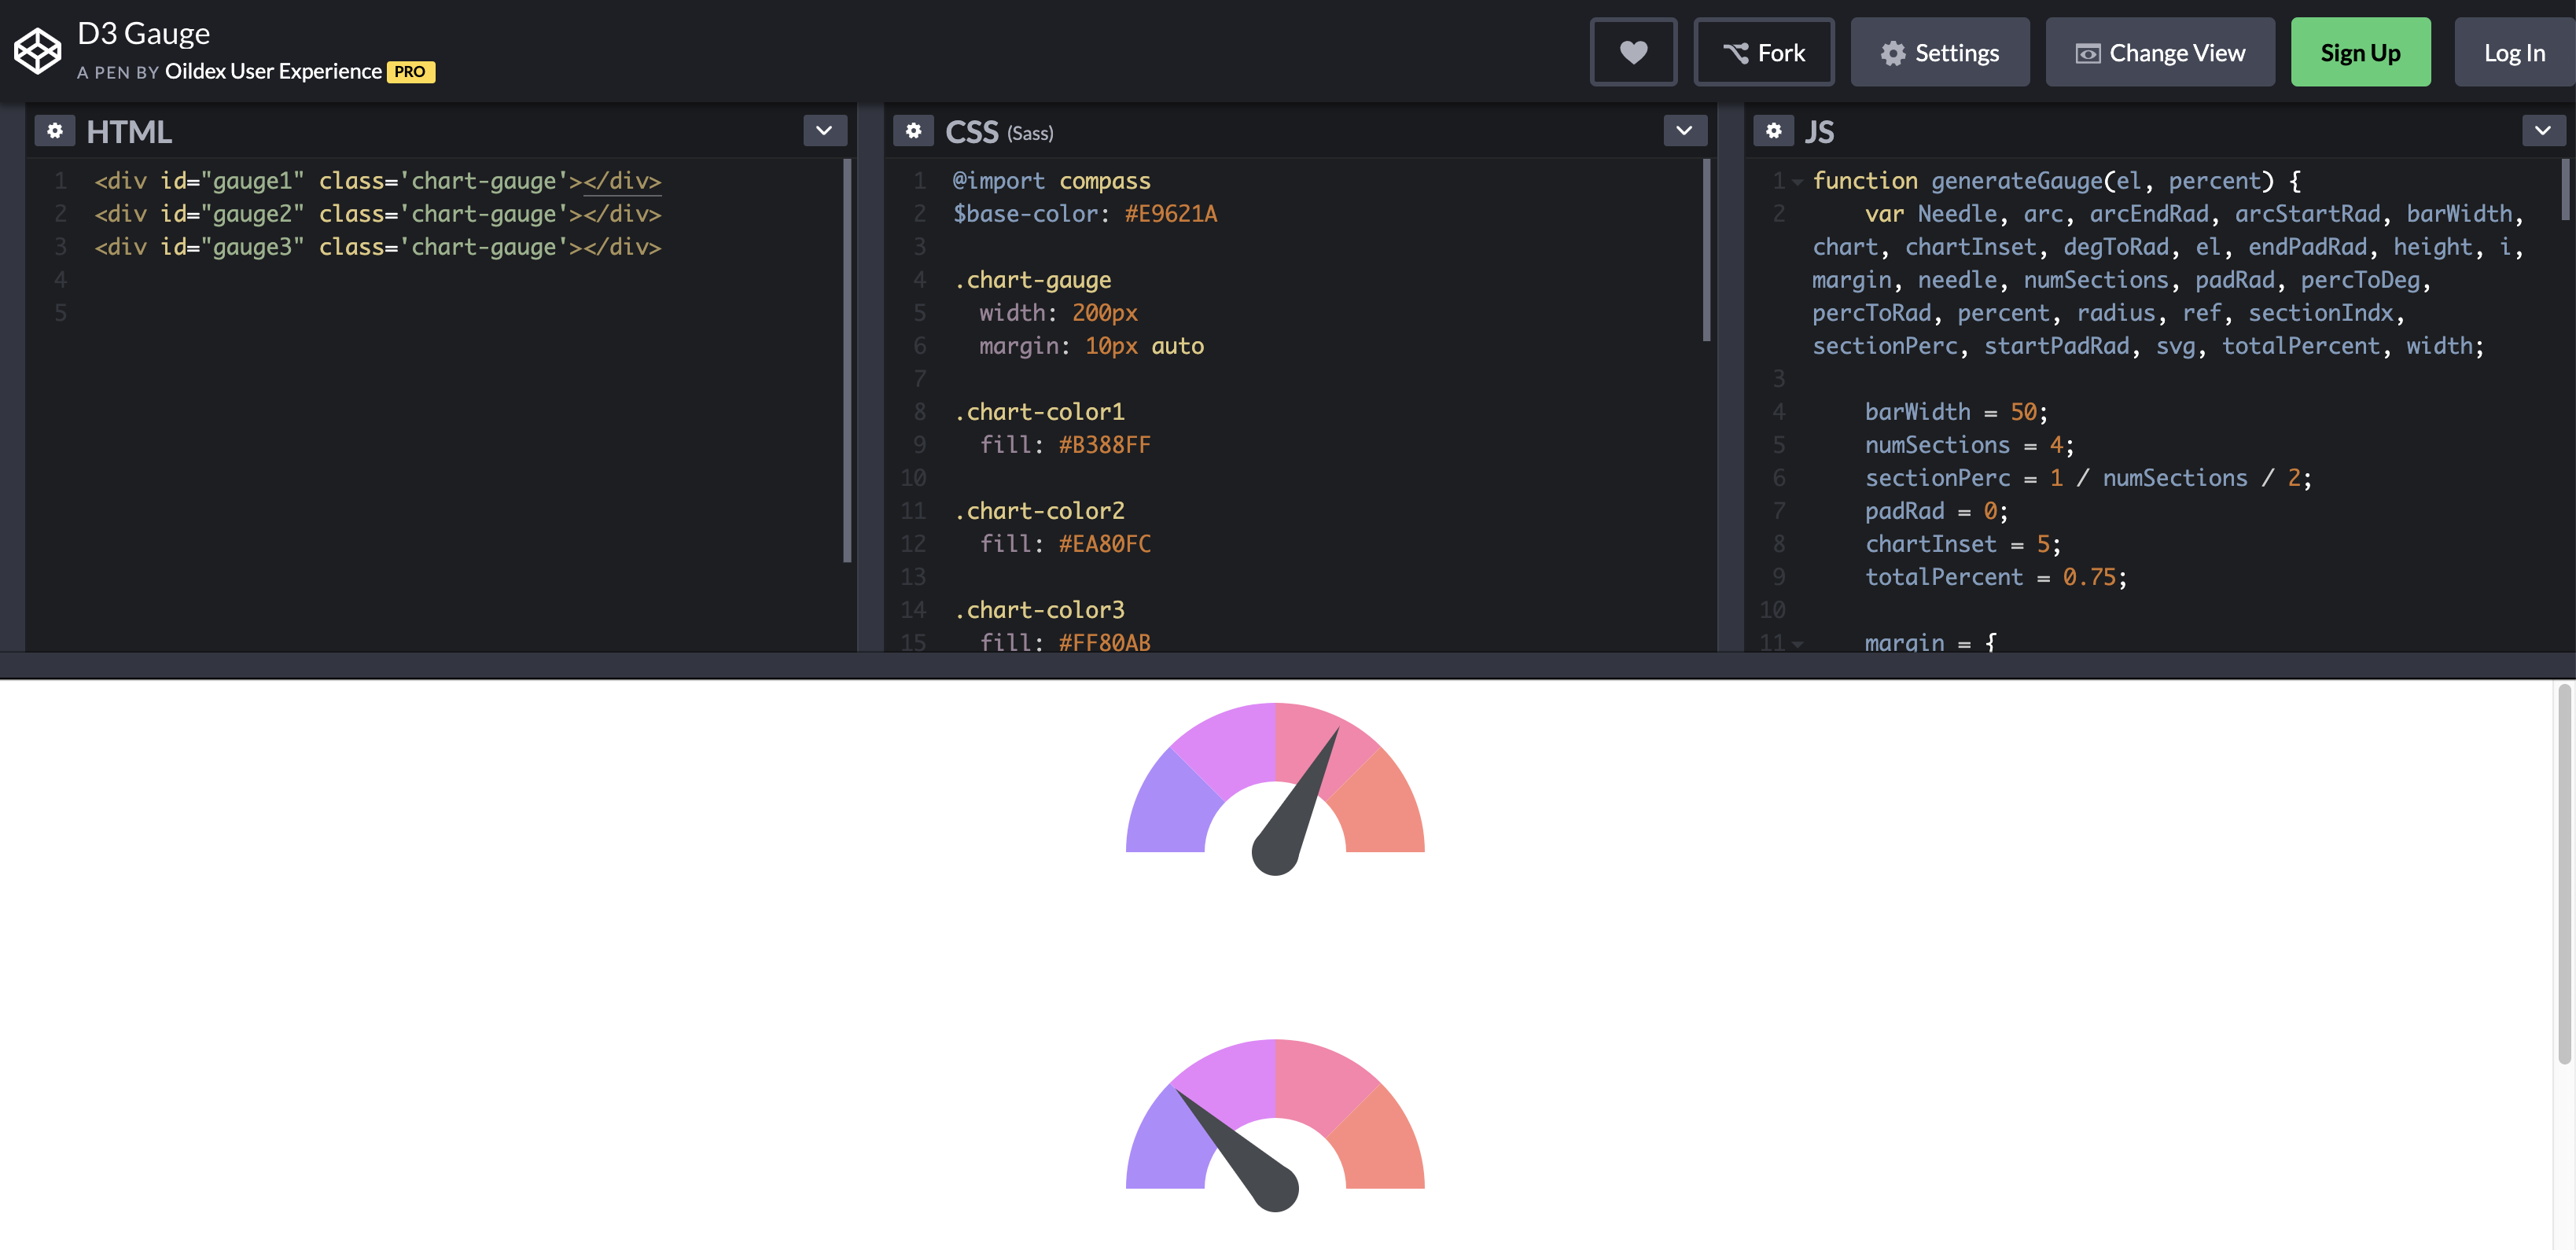 D3 Gauge
A PEN BY Oildex User Experience PRO
Fork
Settings
Change View
Sign Up
Log In
HTML
1 <div id="gauge1" class='chart-gauge'></div>
2 <div id="gauge2" class='chart-gauge'></div>
3 <div id="gauge3" class='chart-gauge'></div>
4
5
CSS (Sass)
1 @import compass
2 $base-color: #E9621A
3
4 .chart-gauge
5 width: 200px
6 margin: 10px auto
7
8 .chart-color1
9 fill: #B388FF
10
11 .chart-color2
12 fill: #EA80FC
13
14 .chart-color3
15 fill: #FF80AB
JS
1 function generateGauge(el, percent) {
2 var Needle, arc, arcEndRad, arcStartRad, barWidth,
chart, chartInset, degToRad, el, endPadRad, height, i,
margin, needle, numSections, padRad, percToDeg,
percToRad, percent, radius, ref, sectionIndx,
sectionPerc, startPadRad, svg, totalPercent, width;
3
4 barWidth = 50;
5 numSections = 4;
6 sectionPerc = 1 / numSections / 2;
7 padRad = 0;
8 chartInset = 5;
9 totalPercent = 0.75;
10
11 margin = {